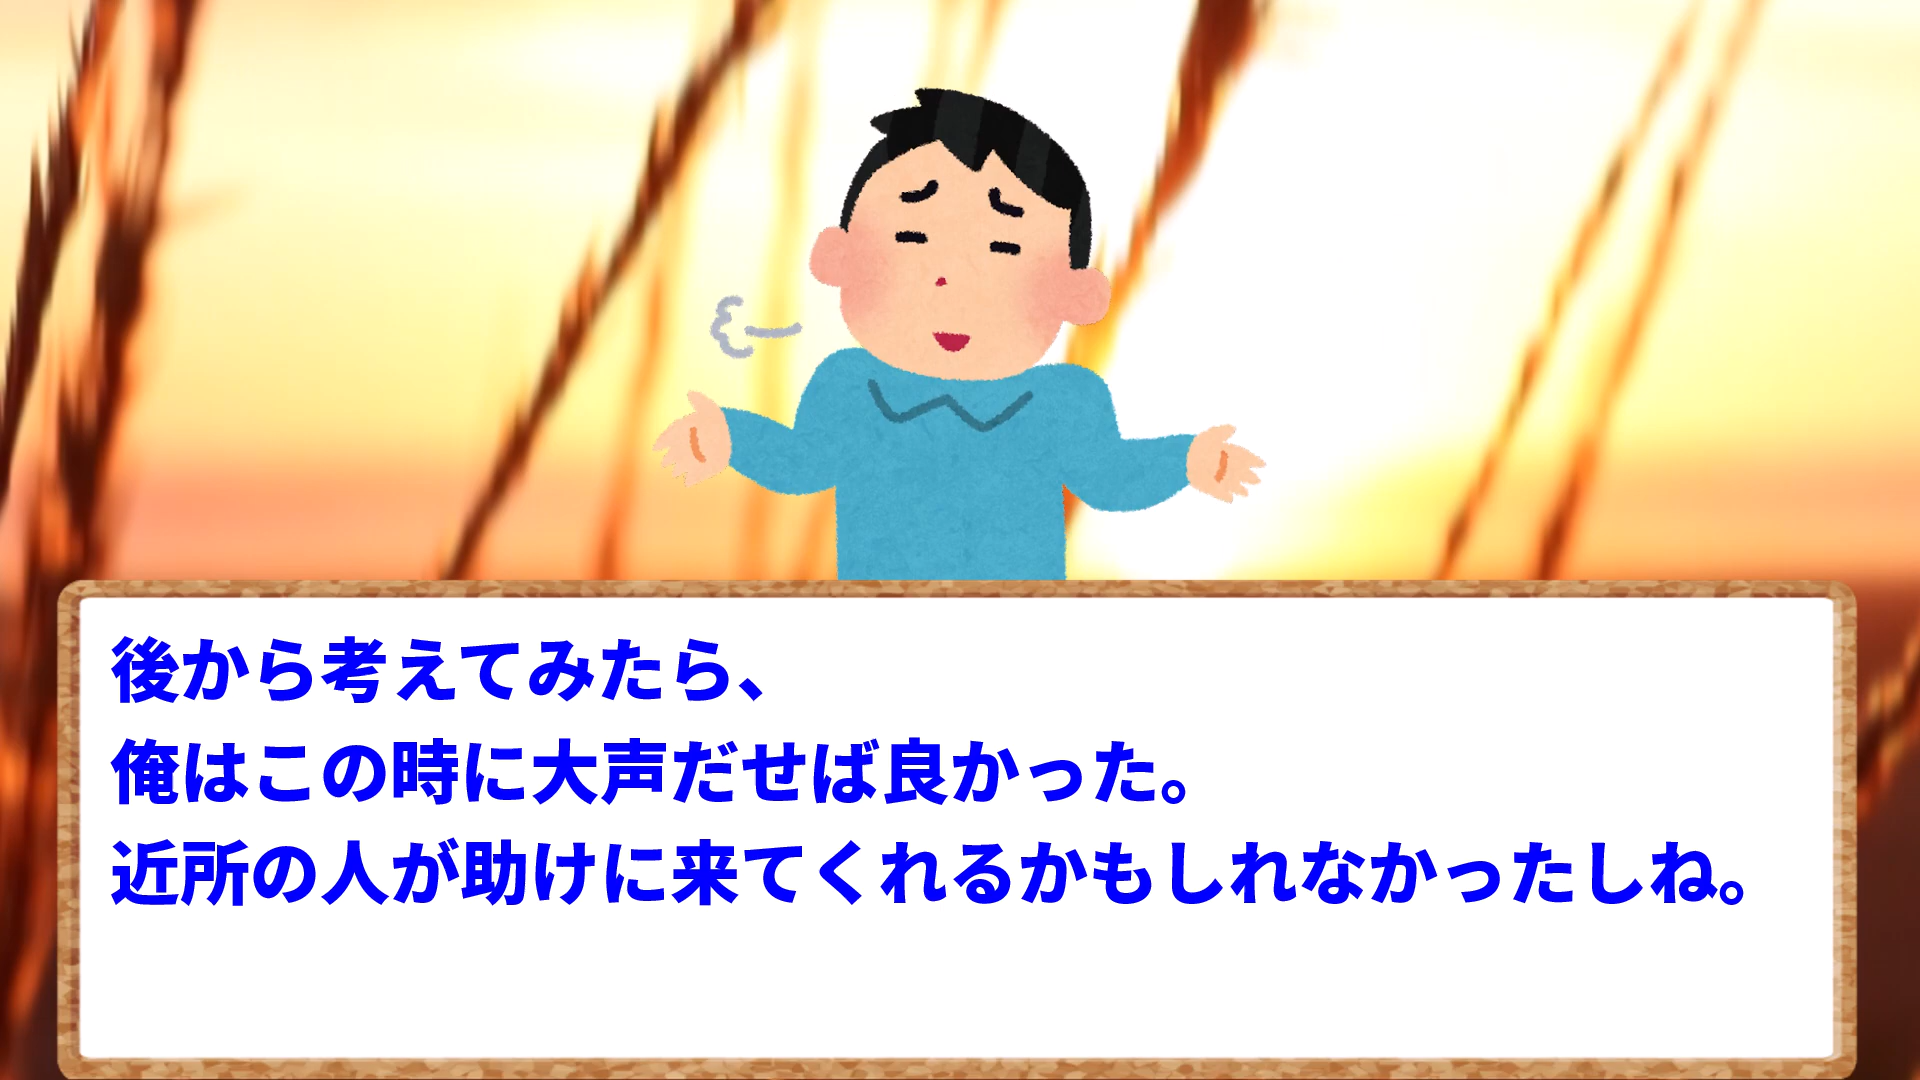 後から考えてみたら、
俺はこの時に大声だせば良かった。
近所の人が助けに来てくれるかもしれなかったしね。